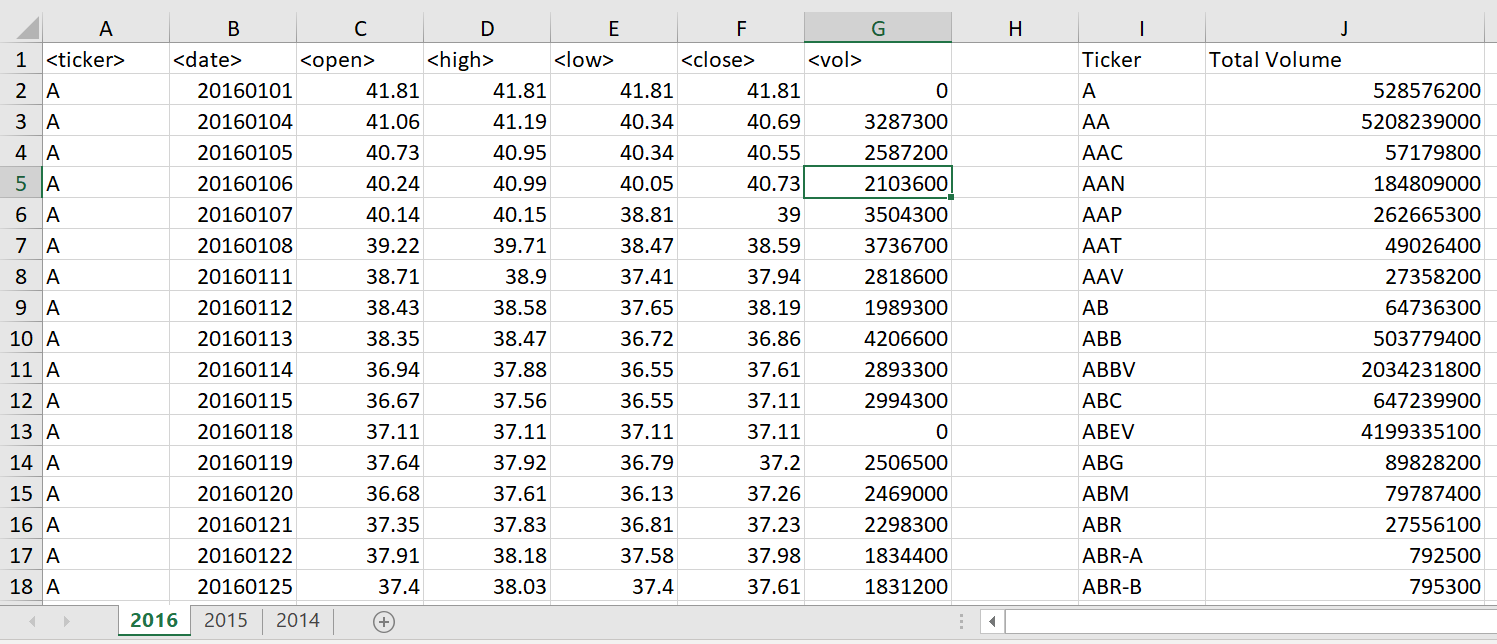 A B C D E F G H I J
1 <ticker> <date> <open> <high> <low> <close> <vol> Ticker Total Volume
2 A 20160101 41.81 41.81 41.81 41.81 0 A 528576200
3 A 20160104 41.06 41.19 40.34 40.69 3287300 AA 5208239000
4 A 20160105 40.73 40.95 40.34 40.55 2587200 AAC 57179800
5 A 20160106 40.24 40.99 40.05 40.73 2103600 AAN 184809000
6 A 20160107 40.14 40.15 38.81 39 3504300 AAP 262665300
7 A 20160108 39.22 39.71 38.47 38.59 3736700 AAT 49026400
8 A 20160111 38.71 38.9 37.41 37.94 2818600 AAV 27358200
9 A 20160112 38.43 38.58 37.65 38.19 1989300 AB 64736300
10 A 20160113 38.35 38.47 36.72 36.86 4206600 ABB 503779400
11 A 20160114 36.94 37.88 36.55 37.61 2893300 ABBV 2034231800
12 A 20160115 36.67 37.56 36.55 37.11 2994300 ABC 647239900
13 A 20160118 37.11 37.11 37.11 37.11 0 ABEV 4199335100
14 A 20160119 37.64 37.92 36.79 37.2 2506500 ABG 89828200
15 A 20160120 36.68 37.61 36.13 37.26 2469000 ABM 79787400
16 A 20160121 37.35 37.83 36.81 37.23 2298300 ABR 27556100
17 A 20160122 37.91 38.18 37.58 37.98 1834400 ABR-A 792500
18 A 20160125 37.4 38.03 37.4 37.61 1831200 ABR-B 795300
2016 2015 2014